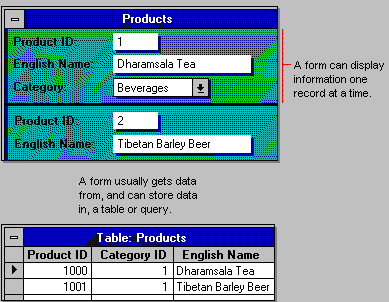 Products
Product ID: 1
English Name: Dharamsala Tea
Category: Beverages
Product ID: 2
English Name: Tibetan Barley Beer
A form can display
information one
record at a time.
A form usually gets data
from, and can store data
in, a table or query.
Table: Products
Product ID Category ID English Name
1000 1 Dharamsala Tea
1001 1 Tibetan Barley Beer